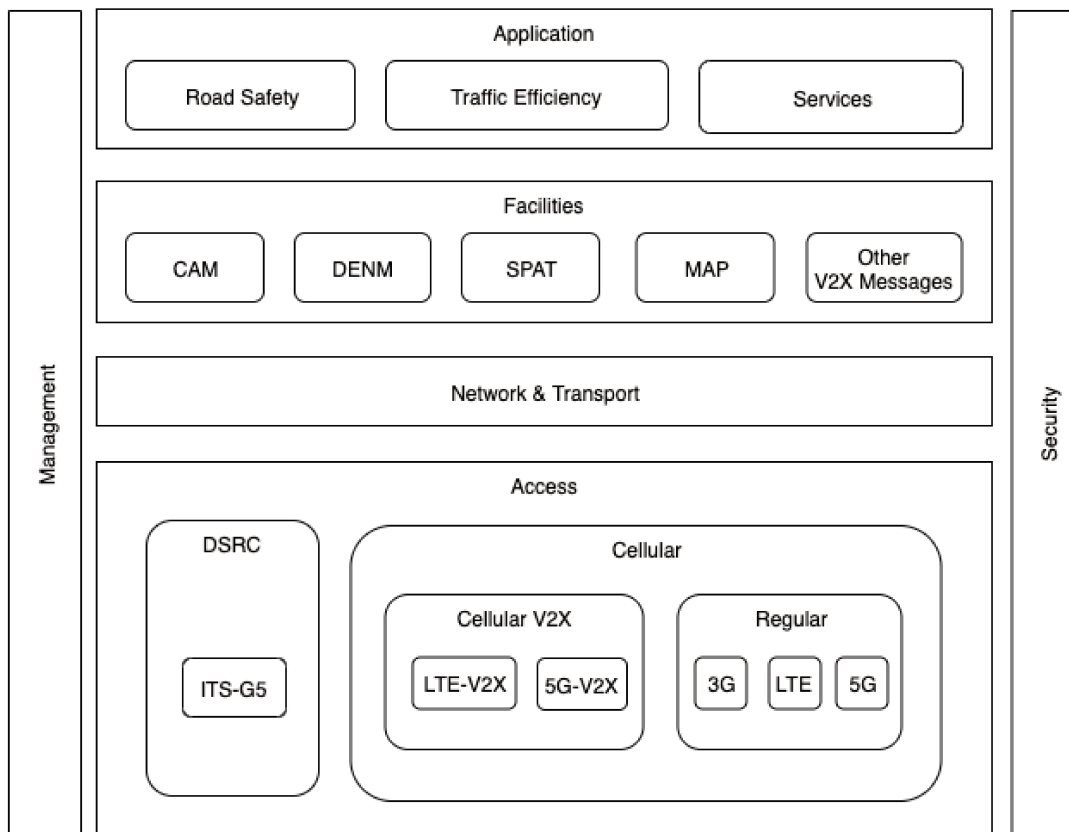 Application
Road Safety
Traffic Efficiency
Services
Facilities
CAM
DENM
SPAT
MAP
Other
V2X Messages
Management
Network & Transport
Security
Access
DSRC
Cellular
Cellular V2X
Regular
ITS-G5
LTE-V2X
5G-V2X
3G
LTE
5G